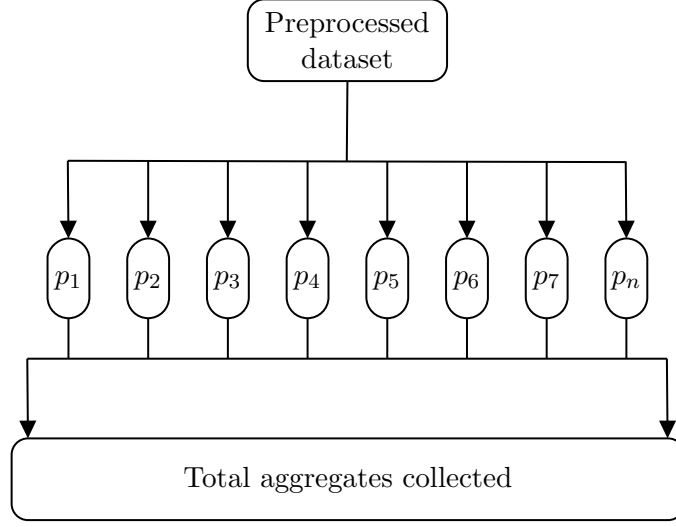 Preprocessed
dataset
p₁ p₂ p₃ p₄ p₅ p₆ p₇ pₙ
Total aggregates collected